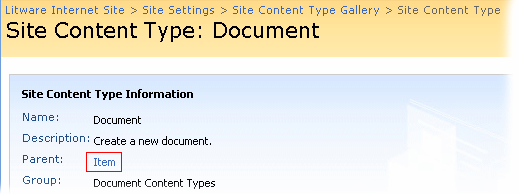 Litware Internet Site > Site Settings > Site Content Type Gallery > Site Content Type
Site Content Type: Document
Site Content Type Information
Name: Document
Description: Create a new document.
Parent: Item
Group: Document Content Types